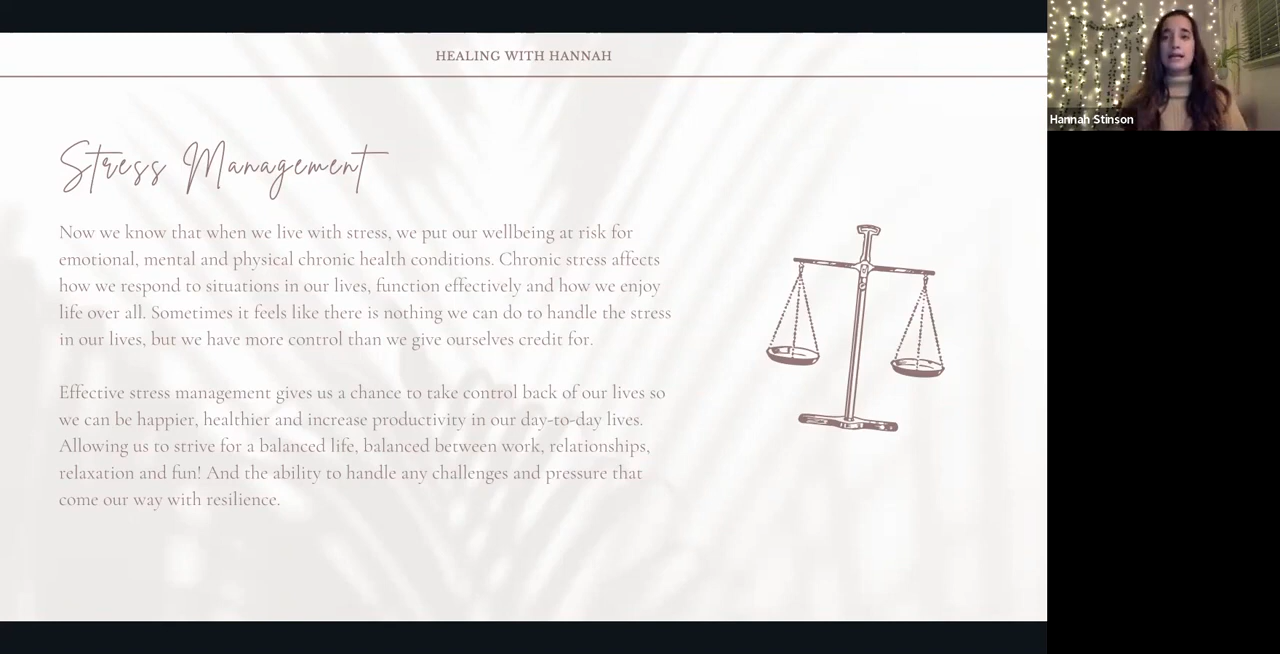 HEALING WITH HANNAH
Hannah Stinson
Stress Management
Now we know that when we live with stress, we put our wellbeing at risk for
emotional, mental and physical chronic health conditions. Chronic stress affects
how we respond to situations in our lives, function effectively and how we enjoy
life over all. Sometimes it feels like there is nothing we can do to handle the stress
in our lives, but we have more control than we give ourselves credit for.
Effective stress management gives us a chance to take control back of our lives so
we can be happier, healthier and increase productivity in our day-to-day lives.
Allowing us to strive for a balanced life, balanced between work, relationships,
relaxation and fun! And the ability to handle any challenges and pressure that
come our way with resilience.